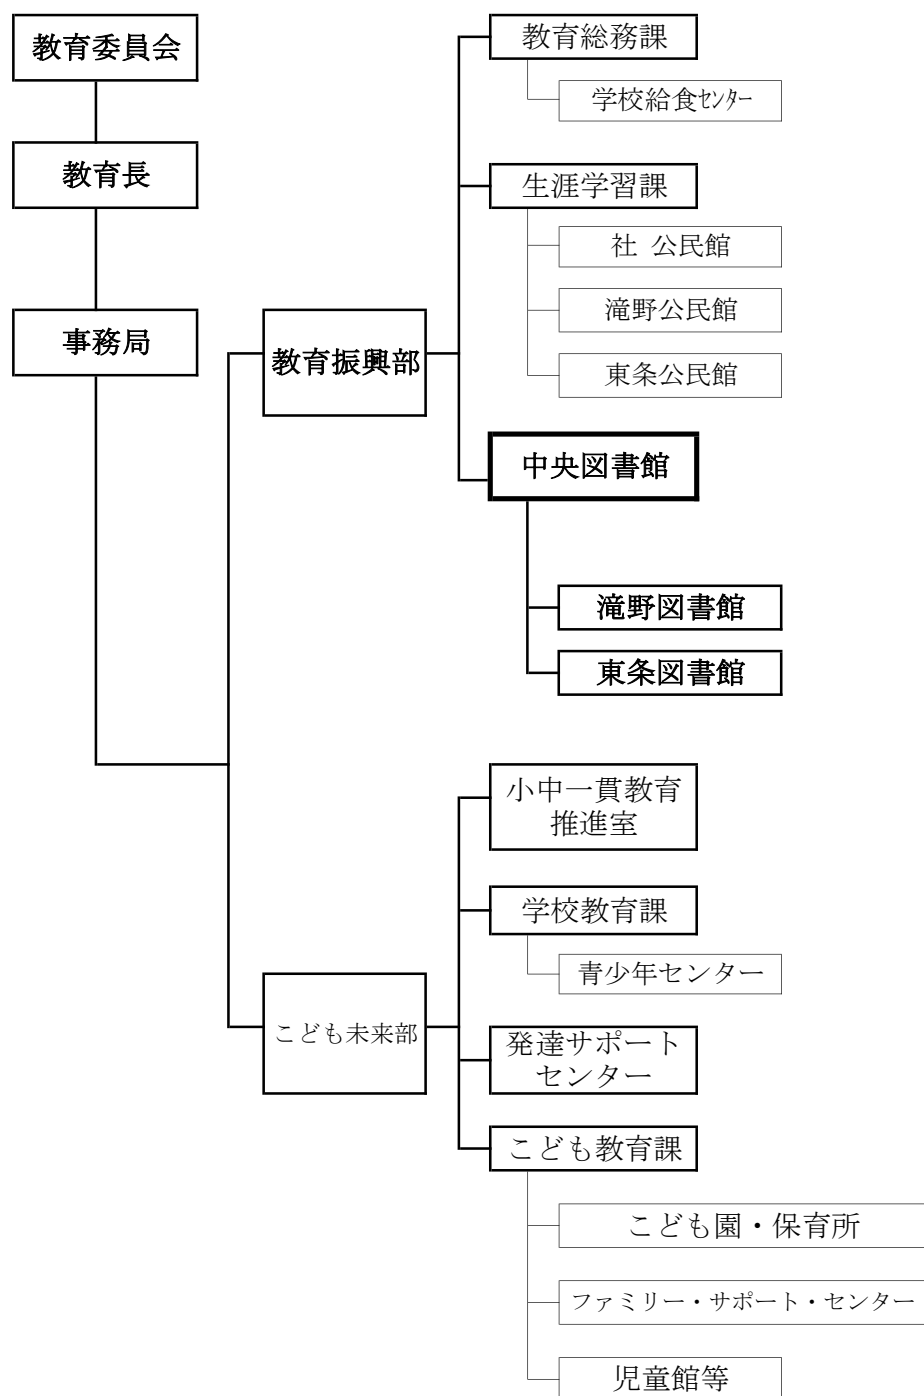 教育委員会
教育長
事務局
教育振興部
教育総務課
学校給食ｾﾝﾀｰ
生涯学習課
社 公民館
滝野公民館
東条公民館
中央図書館
滝野図書館
東条図書館
こども未来部
小中一貫教育
推進室
学校教育課
青少年センター
発達サポート
センター
こども教育課
こども園・保育所
ファミリー・サポート・センター
児童館等